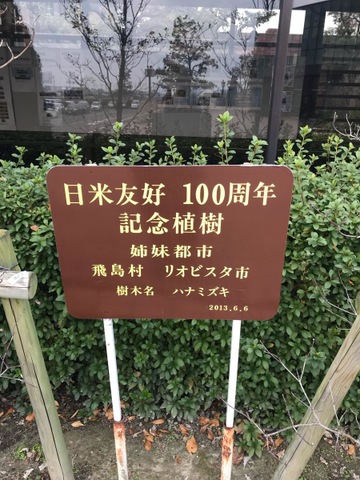 日米友好 100周年
記念植樹
姉妹都市
飛島村 リオビスタ市
樹木名 ハナミズキ
2013.6.6